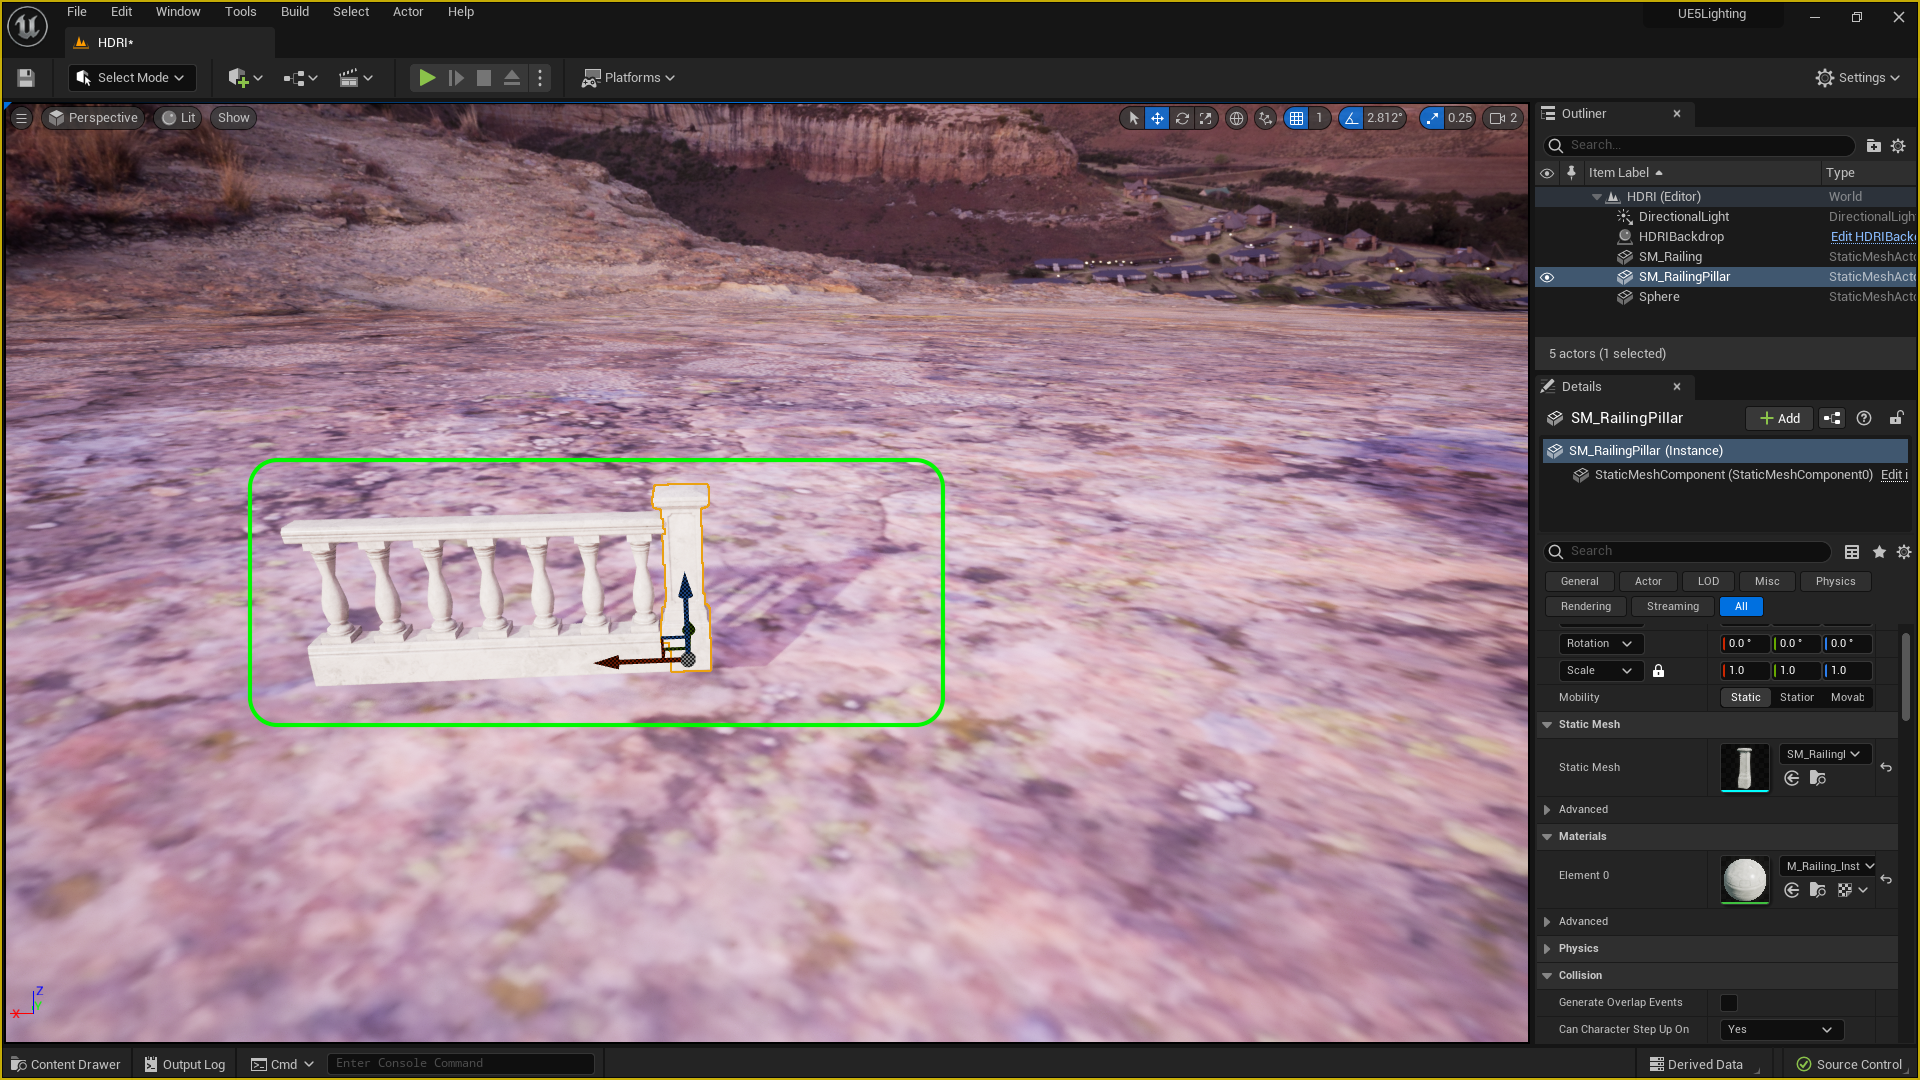 File Edit Window Tools Build Select Actor Help
UE5Lighting
HDRI*
Select Mode
Platforms
Settings
Perspective Lit Show
1 2.812° 0.25 2
Outliner
Search...
Item Label Type
HDRI (Editor) World
DirectionalLight DirectionalLigh
HDRIBackdrop Edit HDRIBack
SM_Railing StaticMeshActo
SM_RailingPillar StaticMeshActo
Sphere StaticMeshActo
5 actors (1 selected)
Details
SM_RailingPillar
Add
SM_RailingPillar (Instance)
StaticMeshComponent (StaticMeshComponent0) Edit i
Search
General Actor LOD Misc Physics
Rendering Streaming All
Rotation 0.0° 0.0° 0.0°
Scale 1.0 1.0 1.0
Mobility Static Station Movab
Static Mesh
Static Mesh SM_Railingl
Advanced
Materials
Element 0 M_Railing_Inst
Advanced
Physics
Collision
Generate Overlap Events
Can Character Step Up On Yes
Z
Y
X
Content Drawer Output Log Cmd Enter Console Command Derived Data Source Control